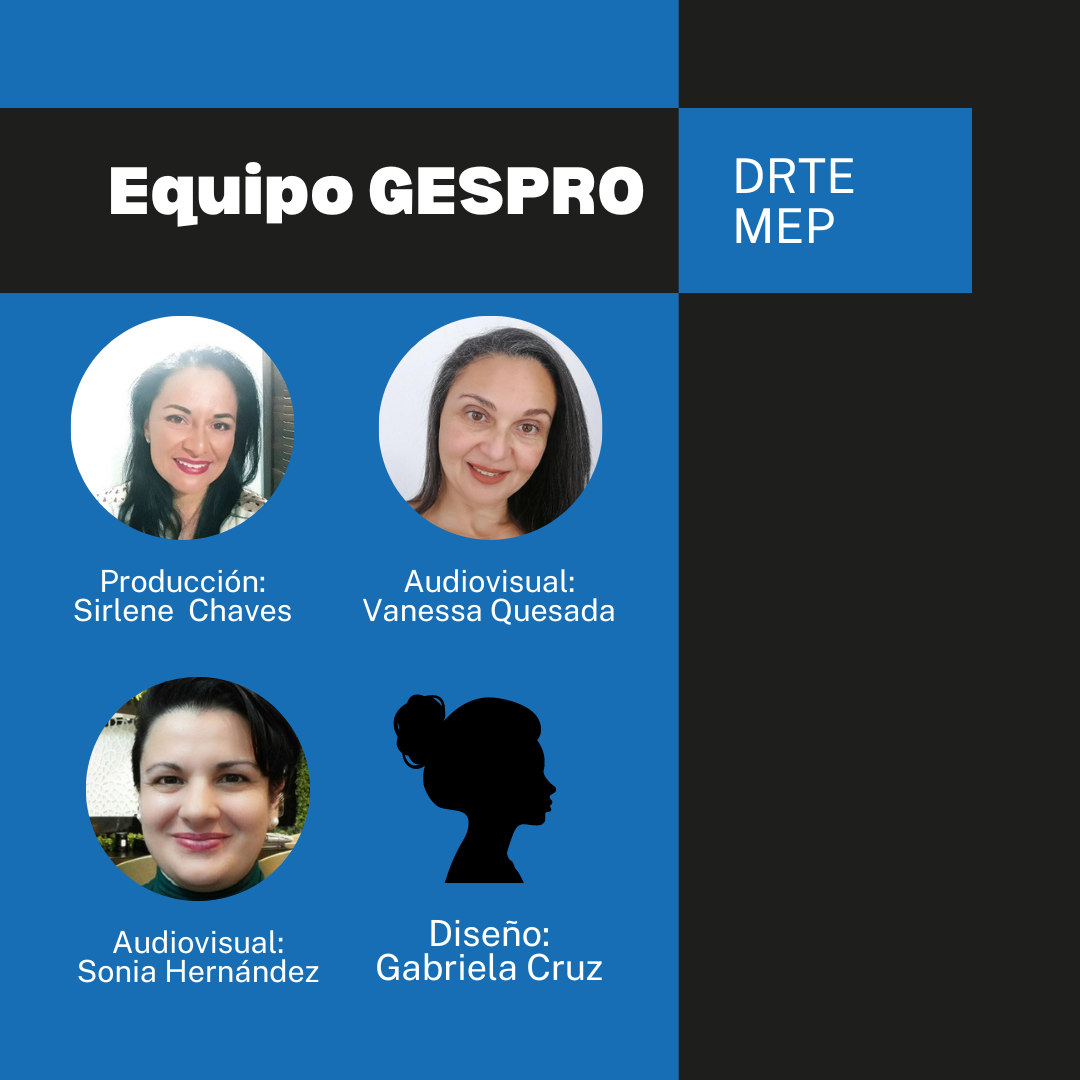 Equipo GESPRO
DRTE
MEP
Producción:
Sirlene  Chaves
Audiovisual:
Vanessa Quesada
Audiovisual:
Sonia Hernández
Diseño:
Gabriela Cruz